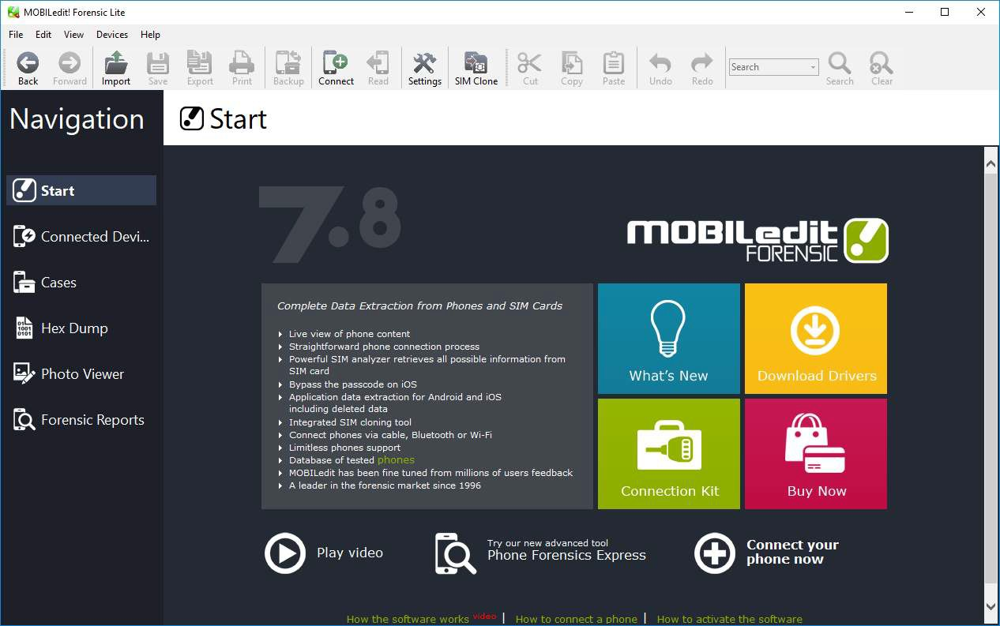 MOBILedit! Forensic Lite
File Edit View Devices Help
Back Forward Import Save Export Print Backup Connect Read Settings SIM Clone Cut Copy Paste Undo Redo Search Search Clear
Navigation
Start
Start
Connected Devi...
Cases
Hex Dump
Photo Viewer
Forensic Reports
7.8
MOBILedit
FORENSIC
Complete Data Extraction from Phones and SIM Cards
Live view of phone content
Straightforward phone connection process
Powerful SIM analyzer retrieves all possible information from
SIM card
Bypass the passcode on iOS
Application data extraction for Android and iOS
including deleted data
Integrated SIM cloning tool
Connect phones via cable, Bluetooth or Wi-Fi
Limitless phones support
Database of tested phones
MOBILedit has been fine tuned from millions of users feedback
A leader in the forensic market since 1996
What's New
Download Drivers
Connection Kit
Buy Now
Play video
Try our new advanced tool
Phone Forensics Express
Connect your
phone now
How the software works video | How to connect a phone | How to activate the software